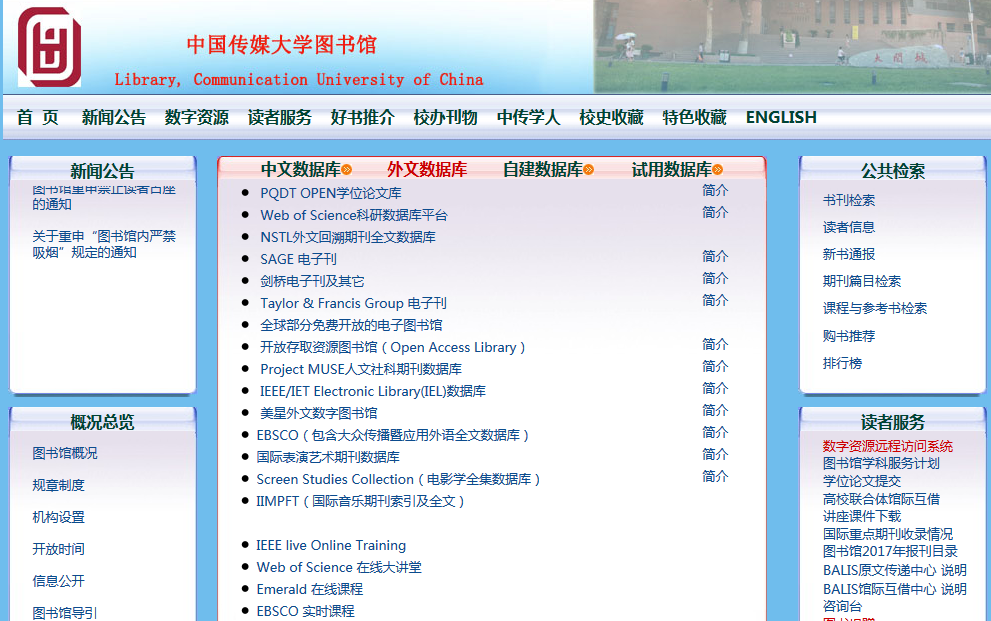 中国传媒大学图书馆
Library, Communication University of China
首 页 新闻公告 数字资源 读者服务 好书推介 校办刊物 中传学人 校史收藏 特色收藏 ENGLISH
新闻公告
图书馆重申禁止读者占座
的通知
关于重申“图书馆内严禁
吸烟”规定的通知
概况总览
图书馆概况
规章制度
机构设置
开放时间
信息公开
图书馆导引
中文数据库 外文数据库 自建数据库 试用数据库
PQDT OPEN学位论文库 简介
Web of Science科研数据库平台 简介
NSTL外文回溯期刊全文数据库
SAGE 电子刊 简介
剑桥电子刊及其它 简介
Taylor & Francis Group 电子刊 简介
全球部分免费开放的电子图书馆
开放存取资源图书馆（Open Access Library） 简介
Project MUSE人文社科期刊数据库 简介
IEEE/IET Electronic Library(IEL)数据库 简介
美星外文数字图书馆 简介
EBSCO（包含大众传播暨应用外语全文数据库） 简介
国际表演艺术期刊数据库 简介
Screen Studies Collection（电影学全集数据库） 简介
IIMPFT（国际音乐期刊索引及全文）
IEEE live Online Training
Web of Science 在线大讲堂
Emerald 在线课程
EBSCO 实时课程
公共检索
书刊检索
读者信息
新书通报
期刊篇目检索
课程与参考书检索
购书推荐
排行榜
读者服务
数字资源远程访问系统
图书馆学科服务计划
学位论文提交
高校联合体馆际互借
讲座课件下载
国际重点期刊收录情况
图书馆2017年报刊目录
BALIS原文传递中心 说明
BALIS馆际互借中心 说明
咨询台